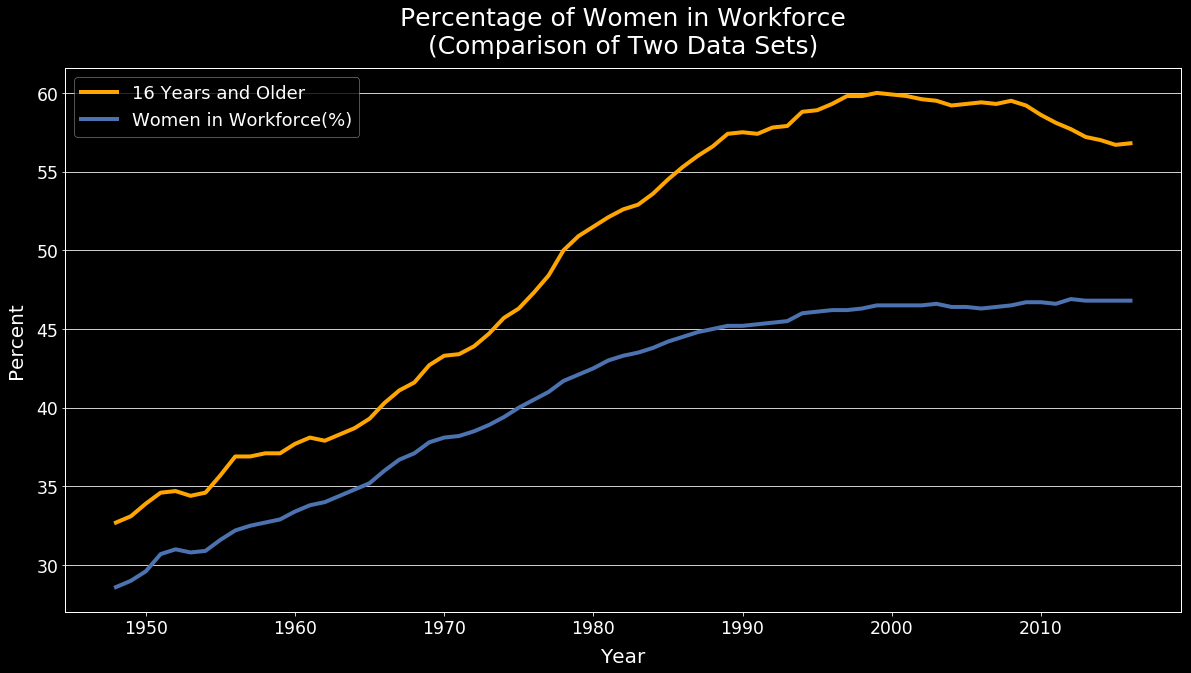 Percentage of Women in Workforce
(Comparison of Two Data Sets)
16 Years and Older
Women in Workforce(%)
60
55
50
45
40
35
30
Percent
1950 1960 1970 1980 1990 2000 2010
Year